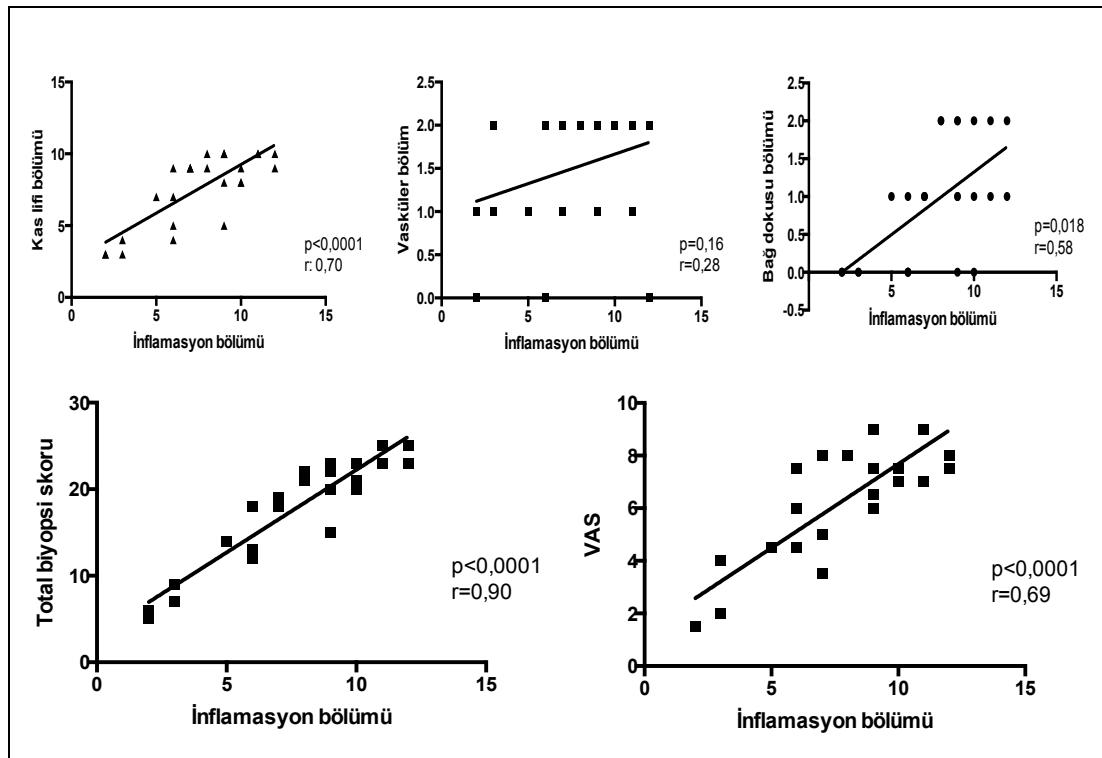 Kas lifi bölümü
15
10
5
0
0
5
10
15
p<0,0001
r: 0,70
İnflamasyon bölümü
Vasküler bölüm
2.5
2.0
1.5
1.0
0.5
0.0
0
5
10
15
p=0,16
r=0,28
İnflamasyon bölümü
Bağ dokusu bölümü
2.5
2.0
1.5
1.0
0.5
0.0
-0.5
5
10
15
p=0,018
r=0,58
İnflamasyon bölümü
Total biyopsi skoru
30
20
10
0
0
5
10
15
p<0,0001
r=0,90
İnflamasyon bölümü
VAS
10
8
6
4
2
0
0
5
10
15
p<0,0001
r=0,69
İnflamasyon bölümü